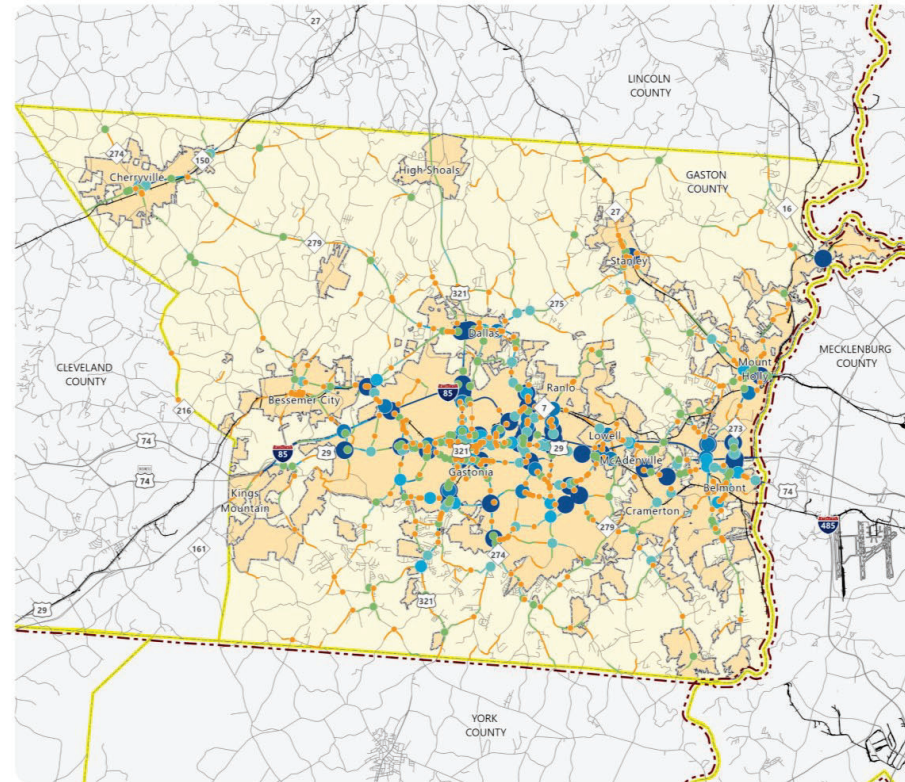 27
LINCOLN
COUNTY
274
150
Cherryville
High Shoals
GASTON
COUNTY
16
27
279
Stanley
321
275
Dallas
MECKLENBURG
COUNTY
CLEVELAND
COUNTY
Mount
Holly
85
Ranlo
Bessemer City
216
7
273
Lowell
74
85
29
321
29
McAdenville
Gastonia
74
Belmont
74
Kings
Mountain
Cramerton
485
279
161
274
29
321
YORK
COUNTY